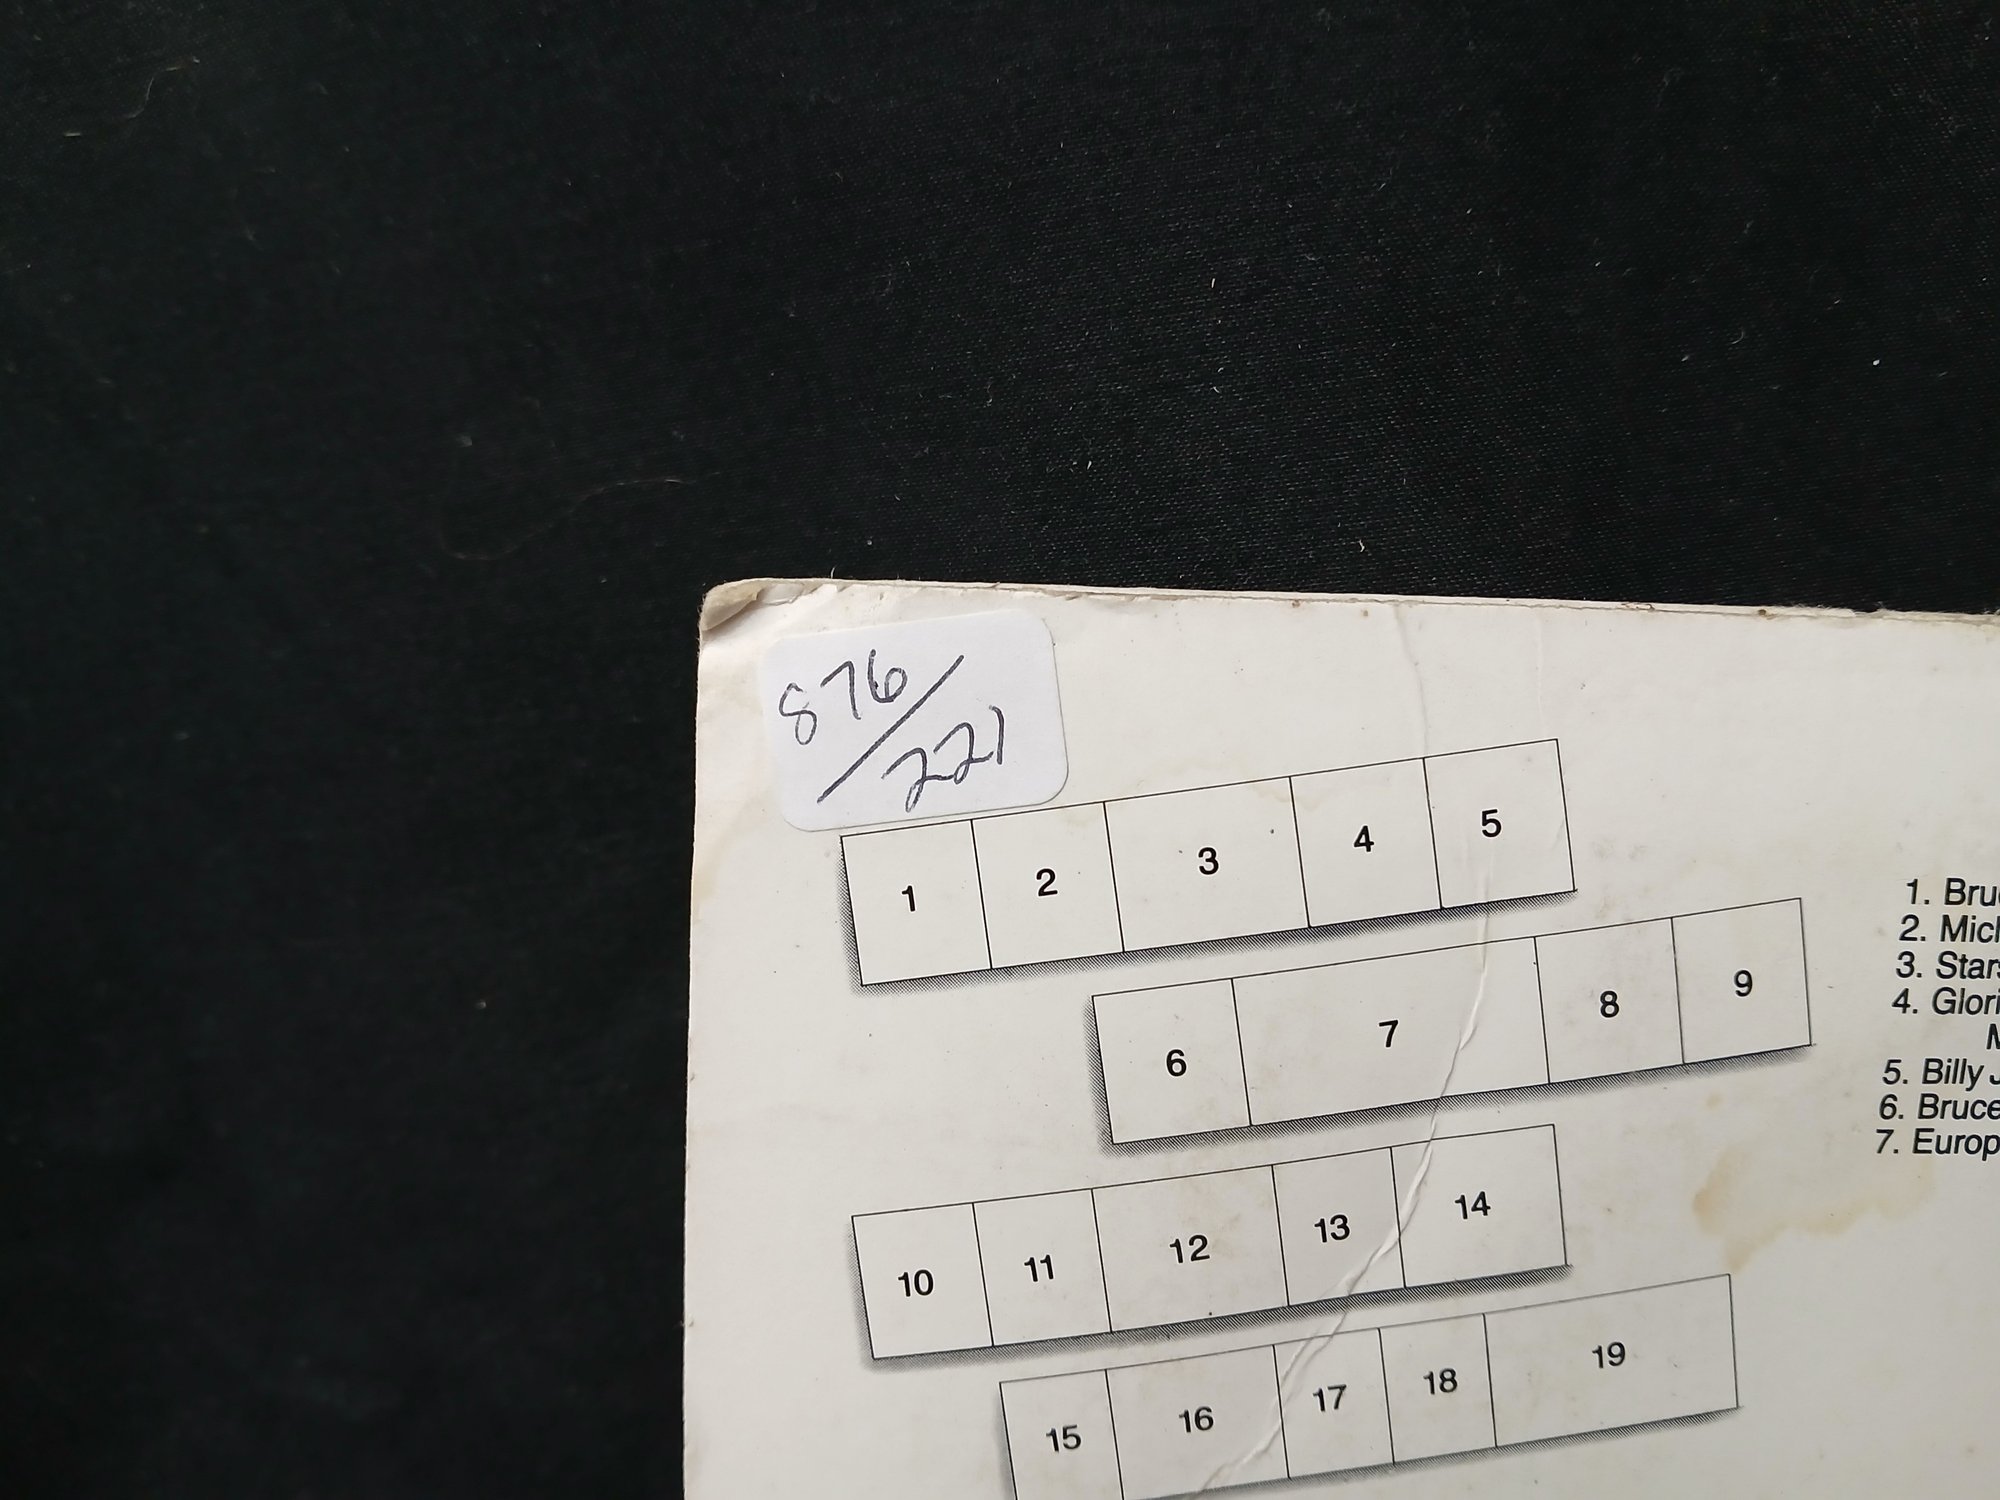 876/221
1 2 3 4 5
6 7 8 9
10 11 12 13 14
15 16 17 18 19
1. Bru
2. Mich
3. Stars
4. Glori
M
5. Billy J
6. Bruce
7. Europ